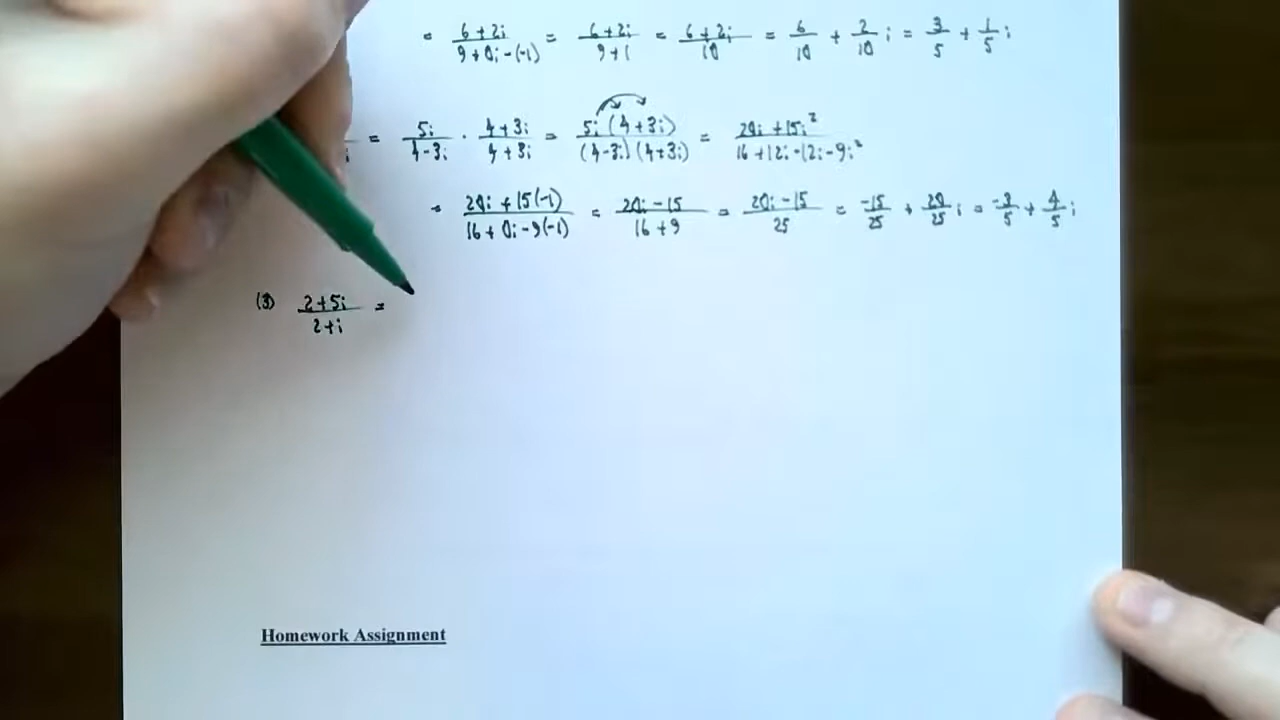 = 6+2i / 9+0i-(-1) = 6+2i / 9+1 = 6+2i / 10 = 6/10 + 2/10 i = 3/5 + 1/5 i
i = 5i / 4-3i · 4+3i / 4+3i = 5i (4+3i) / (4-3i)(4+3i) = 20i+15i² / 16+12i-12i-9i²
= 20i+15(-1) / 16+0i-9(-1) = 20i-15 / 16+9 = 20i-15 / 25 = -15/25 + 20/25 i = -3/5 + 4/5 i
(3) 2+5i / 2+i =
Homework Assignment